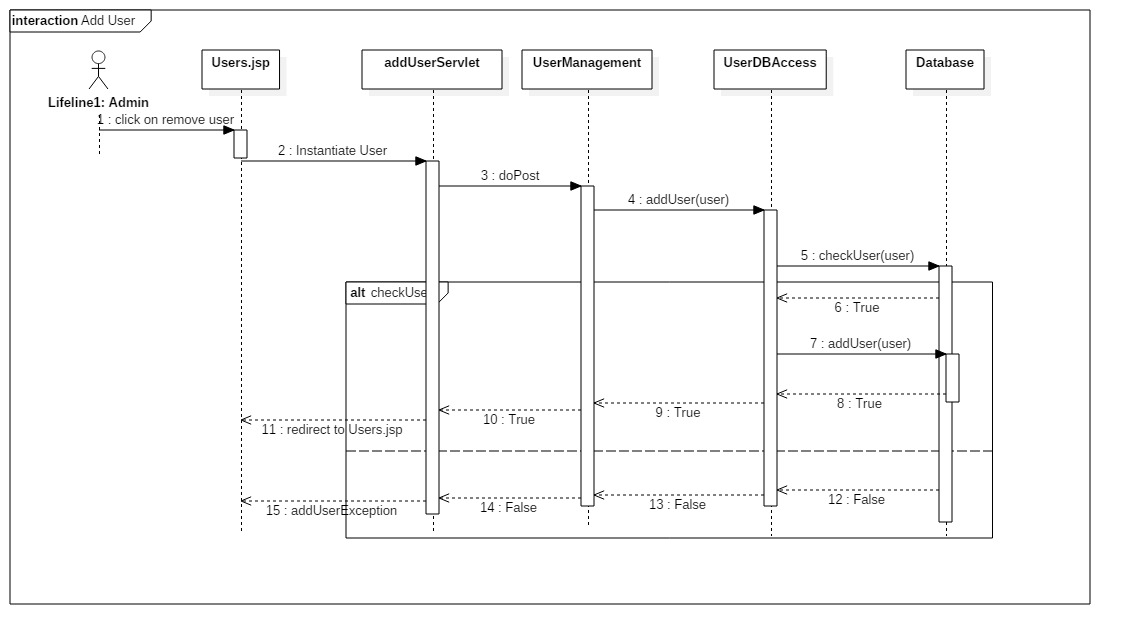 interaction Add User
Users.jsp
addUserServlet
UserManagement
UserDBAccess
Database
Lifeline1: Admin
1 : click on remove user
2 : Instantiate User
3 : doPost
4 : addUser(user)
5 : checkUser(user)
alt checkUse
6 : True
7 : addUser(user)
8 : True
9 : True
10 : True
11 : redirect to Users.jsp
12 : False
13 : False
14 : False
15 : addUserException